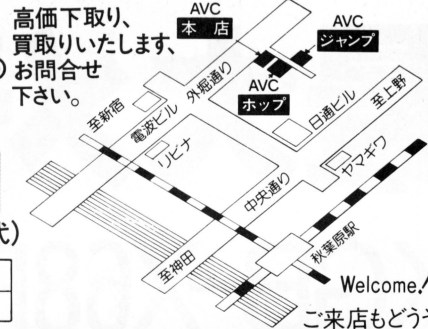 高価下取り、
買取りいたします、
お問合せ
下さい。
AVC
本店
AVC
ジャンプ
AVC
ホップ
外堀通り
至新宿
電波ビル
リビナ
日通ビル
至上野
ヤマギワ
中央通り
至神田
秋葉原駅
Welcome!
ご来店もどうぞ